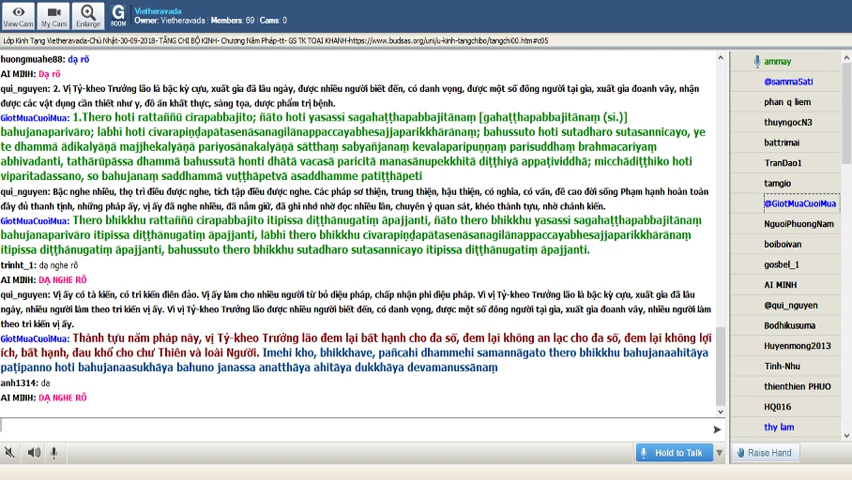 Vietheravada
Owner: Vietheravada - Members: 69 - Cams: 0
View Cam
My Cam
Enlarge
G
ROOM
Lớp Kinh Tạng Vietheravada-Chủ Nhật-30-09-2018- TĂNG CHI BỘ KINH- Chương Năm Pháp-tt- GS TK TOẠI KHANH-https://www.budsas.org/uni/u-kinh-tangchibo/tangchi00.htm#c05
huongmuahe88: dạ rõ
AI MINH: Dạ rõ
qui_nguyen: 2. Vị Tỷ-kheo Trưởng lão là bậc kỳ cựu, xuất gia đã lâu ngày, được nhiều người biết đến, có danh vọng, được một số đông người tại gia, xuất gia đoanh vây, nhận
được các vật dụng cần thiết như y, đồ ăn khất thực, sàng tọa, dược phẩm trị bệnh.
GiotMuaCuoiMua: 1.Thero hoti rattaññū cirapabbajito; ñāto hoti yasassī sagahaṭṭhapabbajitānaṃ [gahaṭṭhapabbajitānaṃ (sī.)]
bahujanaparivāro; lābhī hoti cīvarapiṇḍapātasenāsanagilānappaccayabhesajjaparikkhārānaṃ; bahussuto hoti sutadharo sutasannicayo, ye
te dhammā ādikalyāṇā majjhekalyāṇā pariyosānakalyāṇā sātthaṃ sabyañjanaṃ kevalaparipuṇṇaṃ parisuddhaṃ brahmacariyaṃ
abhivadanti, tathārūpāssa dhammā bahussutā honti dhātā vacasā paricitā manasānupekkhitā diṭṭhiyā appaṭividdhā; micchādiṭṭhiko hoti
viparītadassano, so bahujanaṃ saddhammā vuṭṭhāpetvā asaddhamme patiṭṭhāpeti
qui_nguyen: Bậc nghe nhiều, thọ trì điều được nghe, tích tập điều được nghe. Các pháp sơ thiện, trung thiện, hậu thiện, có nghĩa, có văn, đề cao đời sống Phạm hạnh hoàn toàn
đầy đủ thanh tịnh, những pháp ấy, vị ấy đã nghe nhiều, đã nắm giữ, đã ghi nhớ nhờ đọc nhiều lần, chuyên ý quan sát, khéo thành tựu, nhờ chánh kiến.
GiotMuaCuoiMua: Thero bhikkhu rattaññū cirapabbajito itipissa diṭṭhānugatiṃ āpajjanti, ñāto thero bhikkhu yasassī sagahaṭṭhapabbajitānaṃ
bahujanaparivāro itipissa diṭṭhānugatiṃ āpajjanti, lābhī thero bhikkhu cīvarapiṇḍapātasenāsanagilānappaccayabhesajjaparikkhārānaṃ
itipissa diṭṭhānugatiṃ āpajjanti, bahussuto thero bhikkhu sutadharo sutasannicayo itipissa diṭṭhānugatiṃ āpajjanti.
trinht_1: dạ nghe rõ
AI MINH: DẠ NGHE RÕ
qui_nguyen: Vị ấy có tà kiến, có tri kiến điên đảo. Vị ấy làm cho nhiều người từ bỏ diệu pháp, chấp nhận phi diệu pháp. Vì vị Tỷ-kheo Trưởng lão là bậc kỳ cựu, xuất gia đã lâu
ngày, nhiều người làm theo tri kiến vị ấy. Vì vị Tỷ-kheo Trưởng lão được nhiều người được biết đến, có danh vọng, được một số đông người tại gia, xuất gia doanh vây, nhiều người làm
theo tri kiến vị ấy.
GiotMuaCuoiMua: Thành tựu năm pháp này, vị Tỷ-kheo Trưởng lão đem lại bất hạnh cho đa số, đem lại không an lạc cho đa số, đem lại không lợi
ích, bất hạnh, đau khổ cho chư Thiên và loài Người. Imehi kho, bhikkhave, pañcahi dhammehi samannāgato thero bhikkhu bahujanaahitāya
paṭipanno hoti bahujanaasukhāya bahuno janassa anatthāya ahitāya dukkhāya devamanussānaṃ
anh1314: dạ
AI MINH: DẠ NGHE RÕ
Hold to Talk
ammay
@sammaSati
phan q liem
thuyngocN3
battrimai
TranDao1
tamgio
@GiotMuaCuoiMua
NguoiPhuongNam
boiboivan
gosbel_1
AI MINH
@qui_nguyen
Bodhikusuma
Huyenmong2013
Tinh-Nhu
thienthien PHUO
HQ016
thy lam
Raise Hand